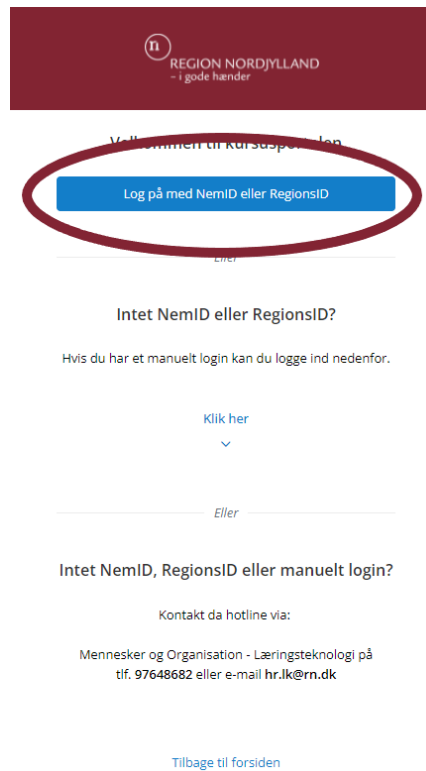 n
REGION NORDJYLLAND
– i gode hænder
Velkommen til kursusportalen
Log på med NemID eller RegionsID
Eller
Intet NemID eller RegionsID?
Hvis du har et manuelt login kan du logge ind nedenfor.
Klik her
Eller
Intet NemID, RegionsID eller manuelt login?
Kontakt da hotline via:
Mennesker og Organisation - Læringsteknologi på
tlf. 97648682 eller e-mail hr.lk@rn.dk
Tilbage til forsiden